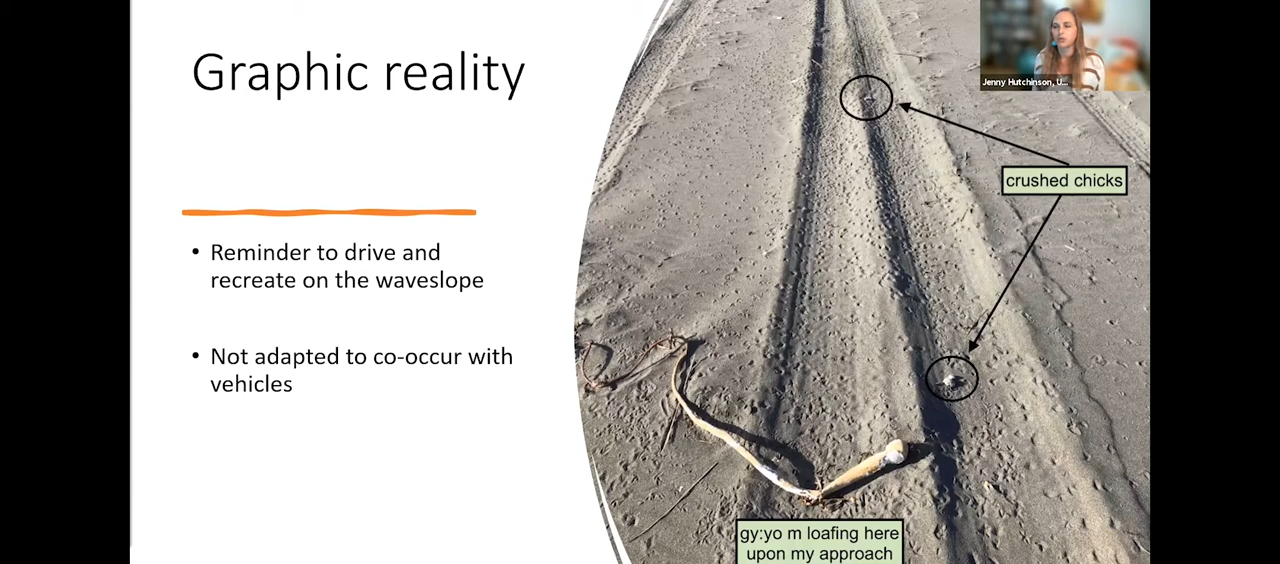 Graphic reality
• Reminder to drive and
recreate on the waveslope
• Not adapted to co-occur with
vehicles
Jenny Hutchinson, U...
crushed chicks
gy:yo m loafing here
upon my approach